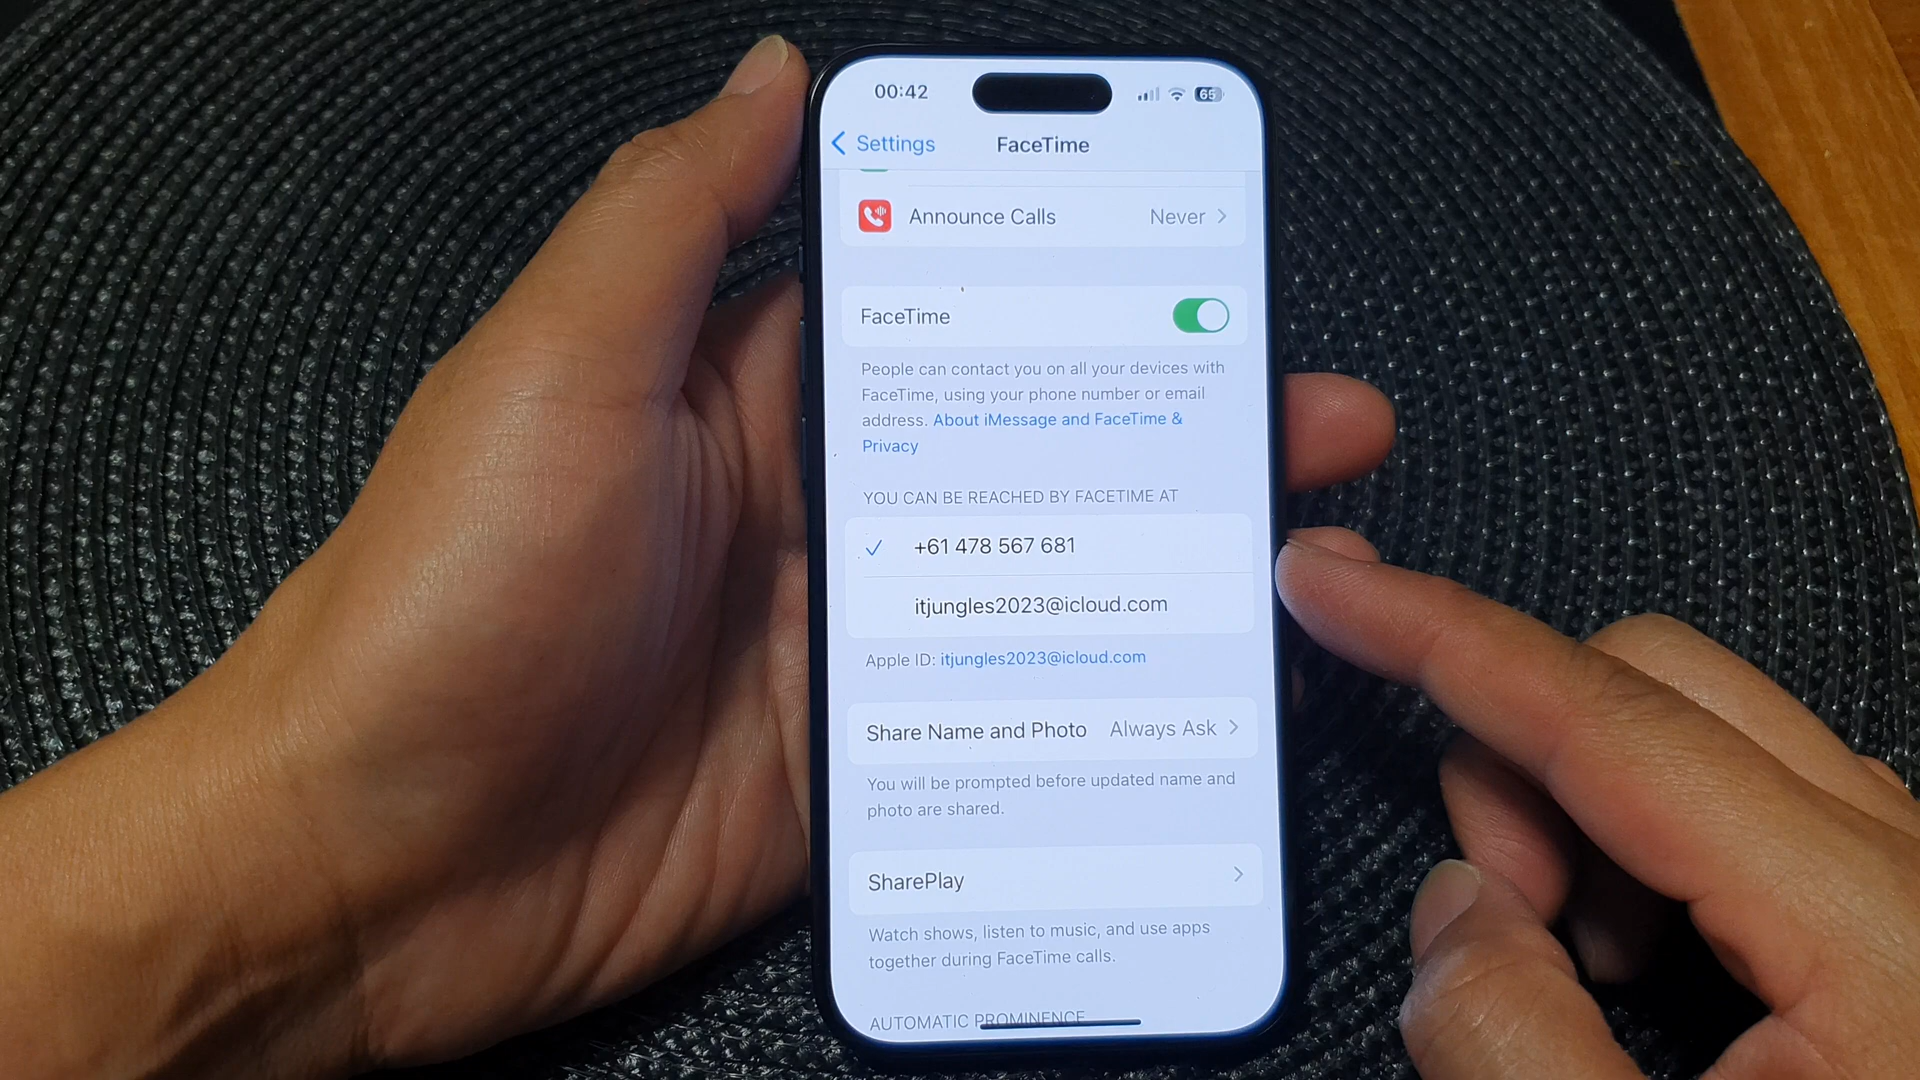 00:42
65
Settings
FaceTime
Announce Calls Never
FaceTime
People can contact you on all your devices with
FaceTime, using your phone number or email
address. About iMessage and FaceTime &
Privacy
YOU CAN BE REACHED BY FACETIME AT
+61 478 567 681
itjungles2023@icloud.com
Apple ID: itjungles2023@icloud.com
Share Name and Photo Always Ask
You will be prompted before updated name and
photo are shared.
SharePlay
Watch shows, listen to music, and use apps
together during FaceTime calls.
AUTOMATIC PROMINENCE